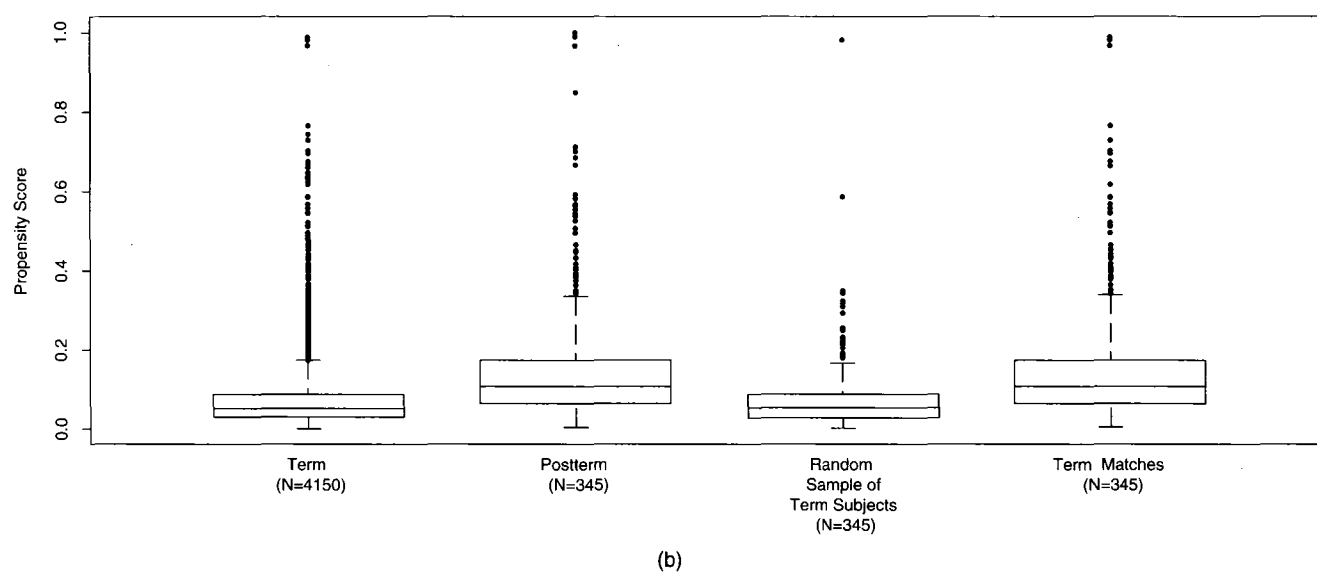 1.0
0.8
0.6
0.4
0.2
0.0
Propensity Score
Term
(N=4150)
Postterm
(N=345)
Random
Sample of
Term Subjects
(N=345)
Term Matches
(N=345)
(b)